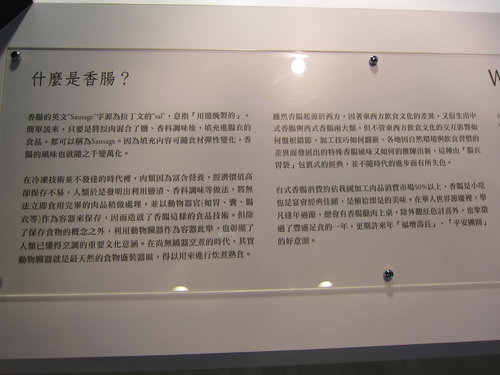 什麼是香腸？
香腸的英文"Sausage"字源為拉丁文的"sal"，意指『用鹽醃製的』。
簡單說來，只要是將絞肉混合了鹽、香料調味後，填充進腸衣的
食品，都可以稱為Sausage。因為填充內容可隨食材彈性變化，香
腸的風味也就隨之千變萬化。
在冷凍技術並不發達的時代裡，肉類因為富含營養，經濟價值高
卻保存不易，人類於是發明出利用鹽漬、香料調味等做法，將無
法立即食用完畢的肉品稍做處理，並以動物器官(如胃、囊、腸
衣等)作為容器來保存，因而造就了香腸這樣的食品技術。但除
了保存食物的概念之外，利用動物臟器作為容器此舉，也彰顯了
人類已懂得烹調的重要文化意涵。在尚無鍋器烹煮的時代，其實
動物臟器就是最天然的食物盛裝器皿，得以用來進行炊煮熟食。
雖然香腸起源於西方，因著東西方飲食文化的差異，又衍生出中
式香腸與西式香腸兩大類，但不管東西方飲食文化的交互影響如
何盤根錯節，加工技巧如何翻新、各地因自然環境與飲食習慣的
差異而發展出的特殊香腸風味又如何的推陳出新，這種由「腸衣
胃袋」包裹式的經典，並不隨時代的進步而有所失色。
台式香腸消費約佔我國加工肉品消費市場50%以上，香腸是小吃
也是宴會經典佳餚，是俯拾即是的美味。在華人世界節慶裡，舉
凡逢年過節，總會有香腸臘肉上桌，除外觀紅色討喜外，也象徵
過了豐盛足食的一年，更期許來年「福增壽長」、「平安團圓」
的好意頭。
W